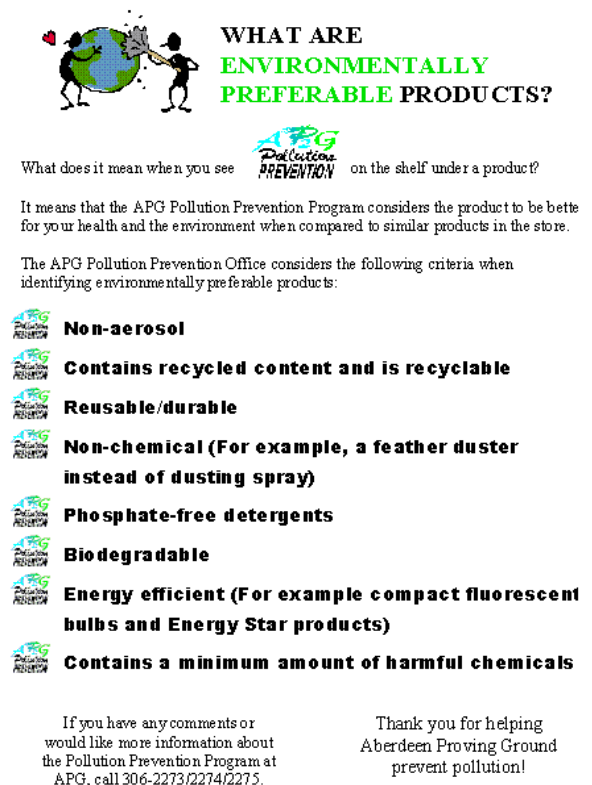 WHAT ARE
ENVIRONMENTALLY
PREFERABLE PRODUCTS?
What does it mean when you see APG Pollution PREVENTION on the shelf under a product?
It means that the APG Pollution Prevention Program considers the product to be bette
for your health and the environment when compared to similar products in the store.
The APG Pollution Prevention Office considers the following criteria when
identifying environmentally preferable products:
Non-aerosol
Contains recycled content and is recyclable
Reusable/durable
Non-chemical (For example, a feather duster
instead of dusting spray)
Phosphate-free detergents
Biodegradable
Energy efficient (For example compact fluorescent
bulbs and Energy Star products)
Contains a minimum amount of harmful chemicals
If you have any comments or
would like more information about
the Pollution Prevention Program at
APG, call 306-2273/2274/2275.
Thank you for helping
Aberdeen Proving Ground
prevent pollution!